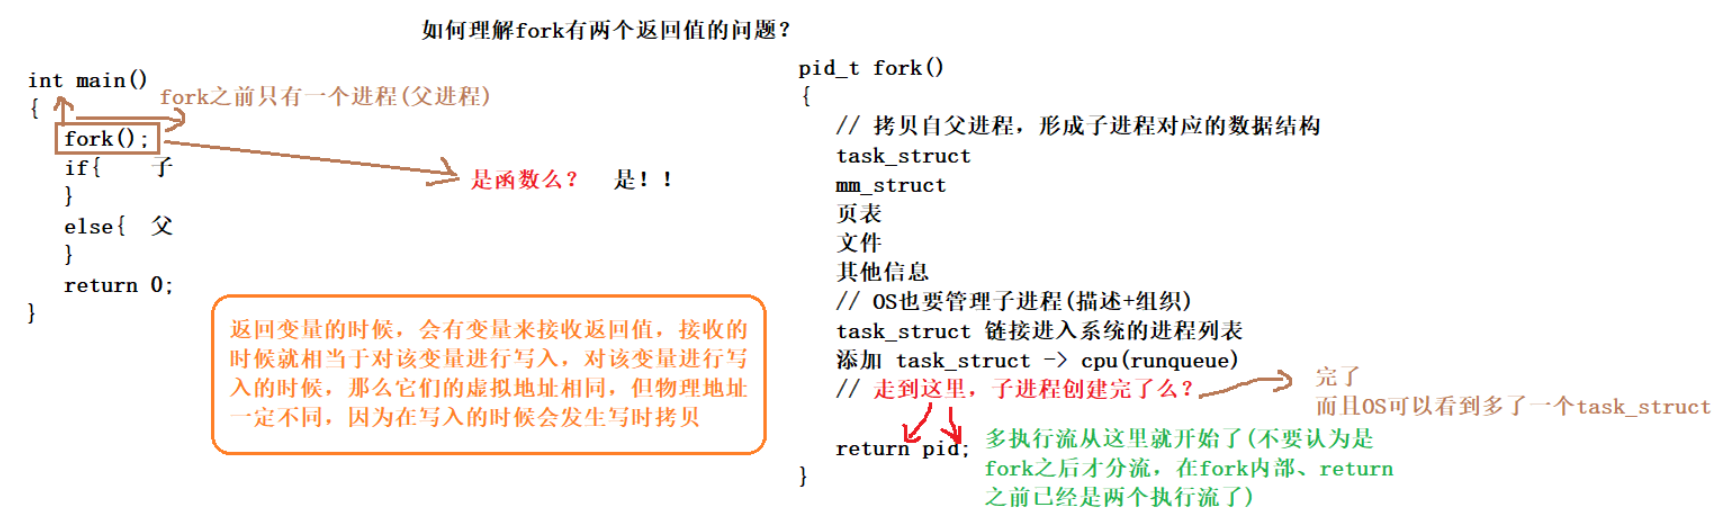 如何理解fork有两个返回值的问题？
int main()
{
fork之前只有一个进程(父进程)
fork();
if{ 子
}
else{ 父
}
return 0;
}
是函数么？ 是！！
返回变量的时候，会有变量来接收返回值，接收的
时候就相当于对该变量进行写入，对该变量进行写
入的时候，那么它们的虚拟地址相同，但物理地址
一定不同，因为在写入的时候会发生写时拷贝
pid_t fork()
{
// 拷贝自父进程，形成子进程对应的数据结构
task_struct
mm_struct
页表
文件
其他信息
// OS也要管理子进程(描述+组织)
task_struct 链接进入系统的进程列表
添加 task_struct -> cpu(runqueue)
// 走到这里，子进程创建完了么？
完了
而且OS可以看到多了一个task_struct
return pid;
多执行流从这里就开始了(不要认为是
fork之后才分流，在fork内部、return
之前已经是两个执行流了)
}